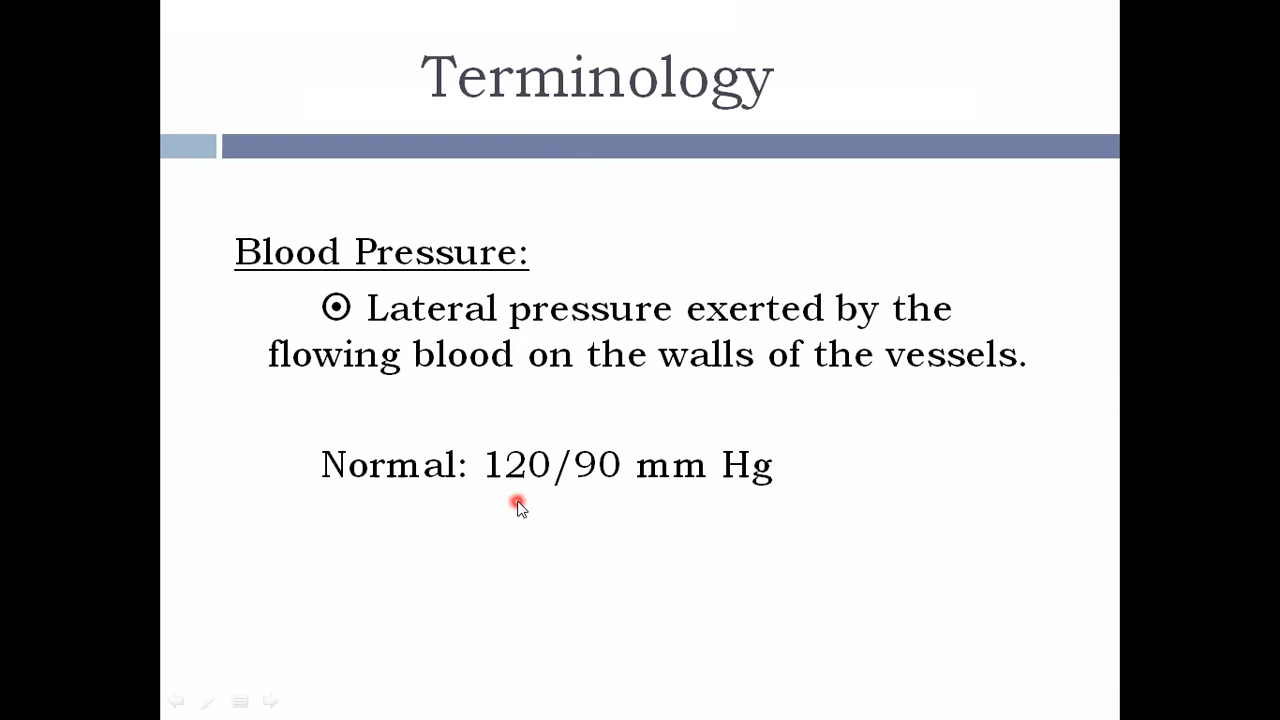 Terminology
Blood Pressure:
⦿ Lateral pressure exerted by the
flowing blood on the walls of the vessels.
Normal: 120/90 mm Hg